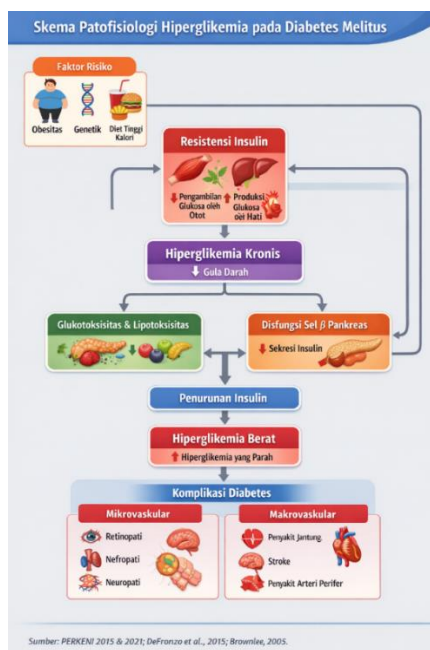 Skema Patofisiologi Hiperglikemia pada Diabetes Melitus
Faktor Risiko
Obesitas
Genetik
Diet Tinggi
Kalori
Resistensi Insulin
Pengambilan
Glukosa oleh
Otot
Produksi
Glukosa
oleh Hati
Hiperglikemia Kronis
Gula Darah
Glukotoksisitas & Lipotoksisitas
Disfungsi Sel β Pankreas
Sekresi Insulin
Penurunan Insulin
Hiperglikemia Berat
Hiperglikemia yang Parah
Komplikasi Diabetes
Mikrovaskular
Retinopati
Nefropati
Neuropati
Makrovaskular
Penyakit Jantung
Stroke
Penyakit Arteri Perifer
Sumber: PERKENI 2015 & 2021; DeFronzo et al., 2015; Brownlee, 2005.